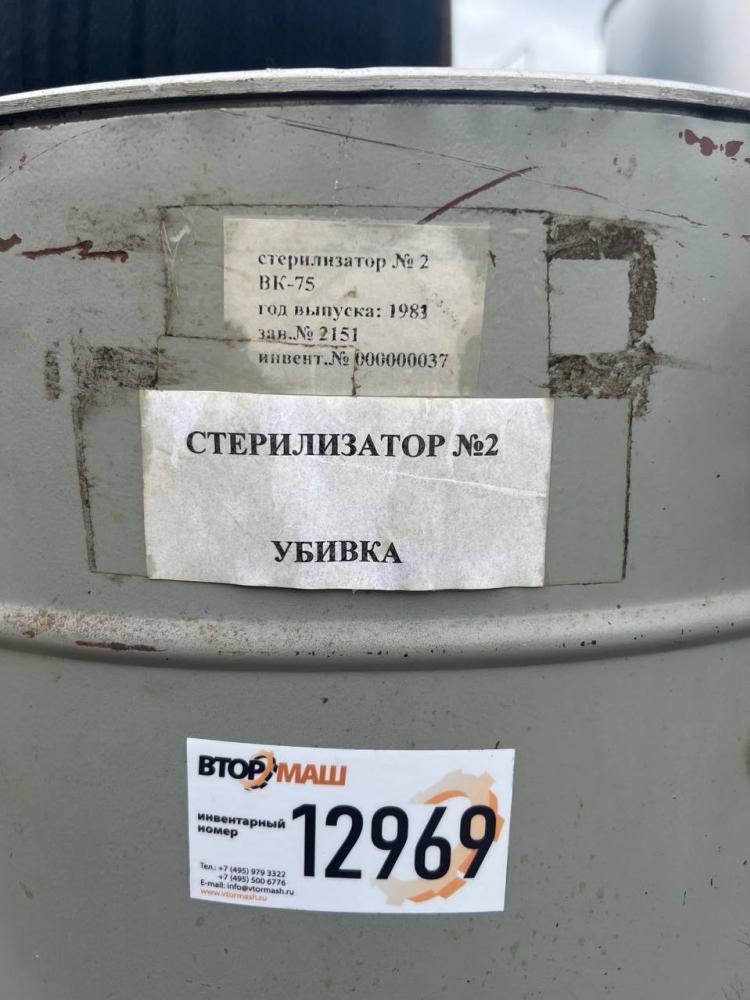 стерилизатор № 2
ВК-75
год выпуска: 1983
зав.№ 2151
инвент.№ 000000037
СТЕРИЛИЗАТОР №2
УБИВКА
ВТОРМАШ
инвентарный
номер
12969
Тел.: +7 (495) 979 3322
+7 (495) 500 6776
E-mail: info@vtormash.ru
www.vtormash.ru